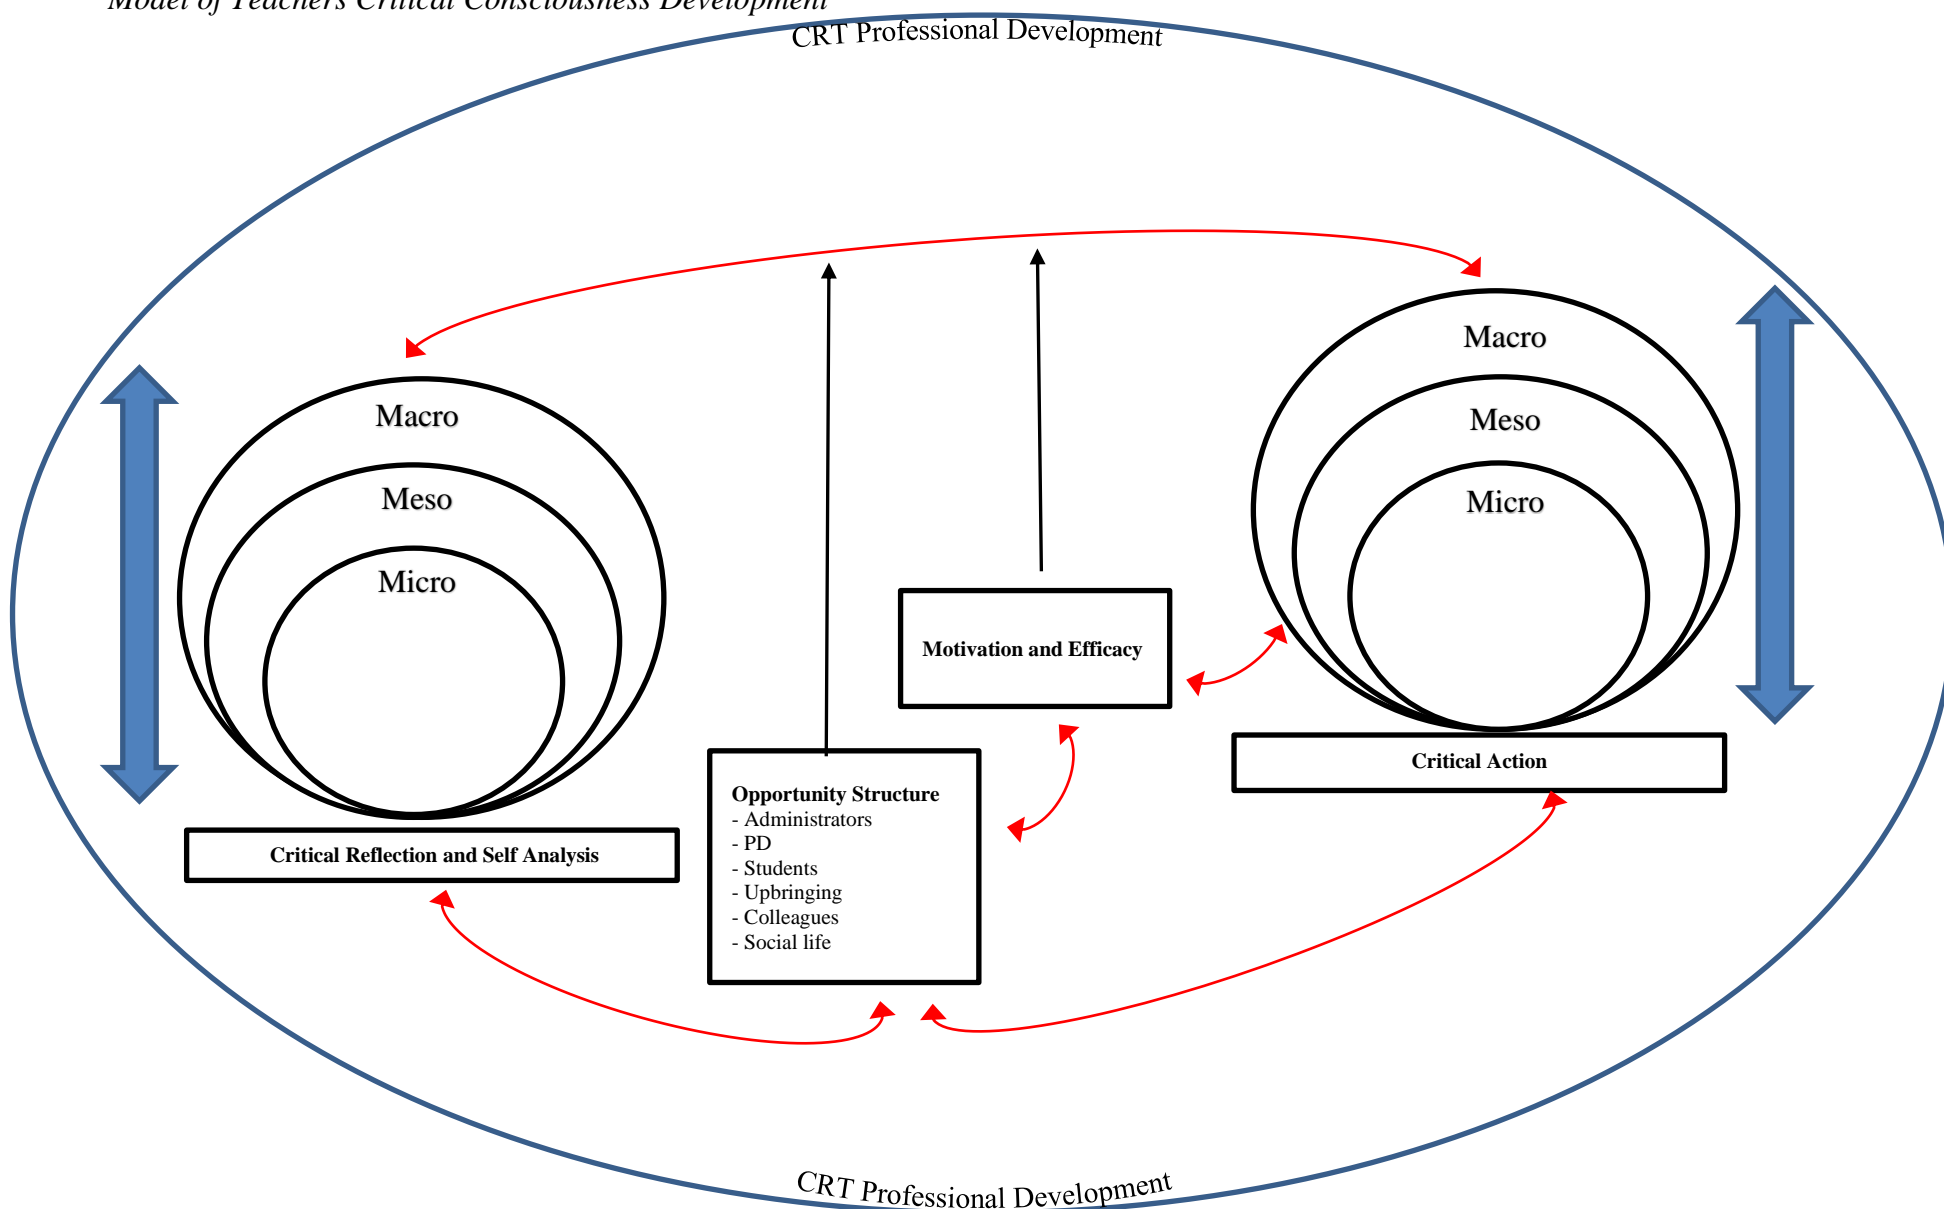 Model of Teachers Critical Consciousness Development
CRT Professional Development
Macro
Meso
Micro
Critical Reflection and Self Analysis
Opportunity Structure
- Administrators
- PD
- Students
- Upbringing
- Colleagues
- Social life
Motivation and Efficacy
Macro
Meso
Micro
Critical Action
CRT Professional Development